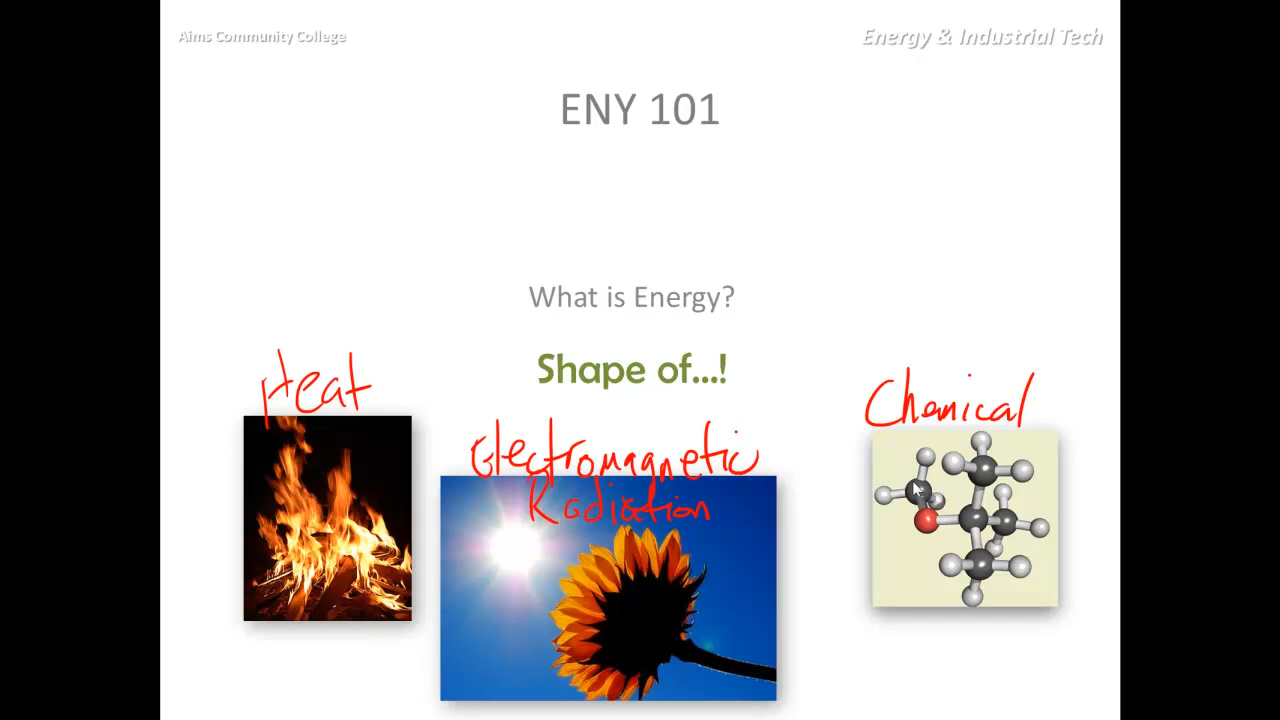 Aims Community College
Energy & Industrial Tech
ENY 101
What is Energy?
Shape of...!
Heat
Electromagnetic
Radiation
Chemical